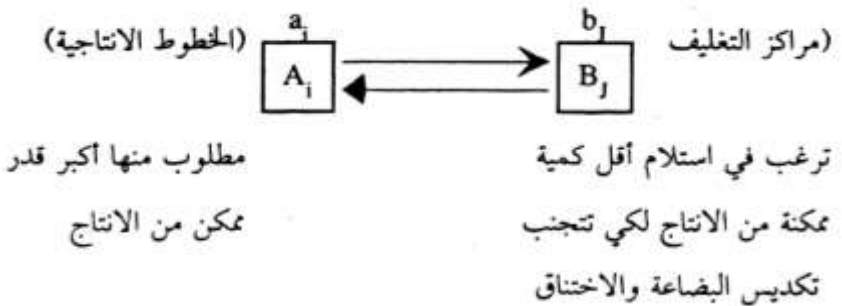 a_i b_J
(الخطوط الانتاجية) A_i B_J (مراكز التغليف
ترغب في استلام أقل كمية مطلوب منها أكبر قدر
ممكنة من الانتاج لكي تتجنب ممكن من الانتاج
تكديس البضاعة والاختناق